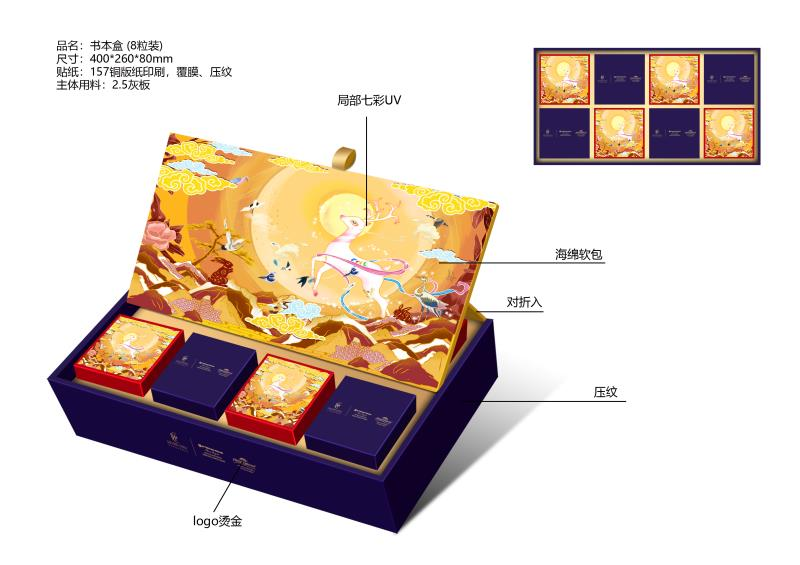 品名：书本盒 (8粒装)
尺寸：400*260*80mm
贴纸：157铜版纸印刷，覆膜、压纹
主体用料：2.5灰板
局部七彩UV
海绵软包
对折入
压纹
logo烫金